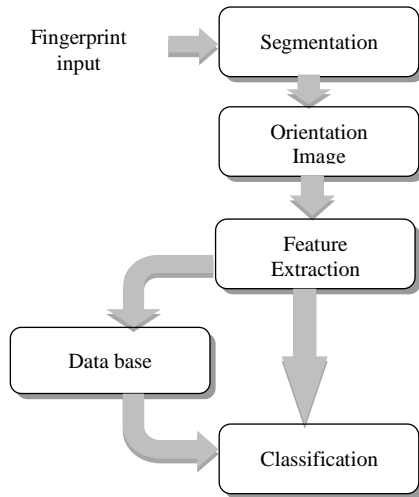 Fingerprint
input
Segmentation
Orientation
Image
Feature
Extraction
Data base
Classification